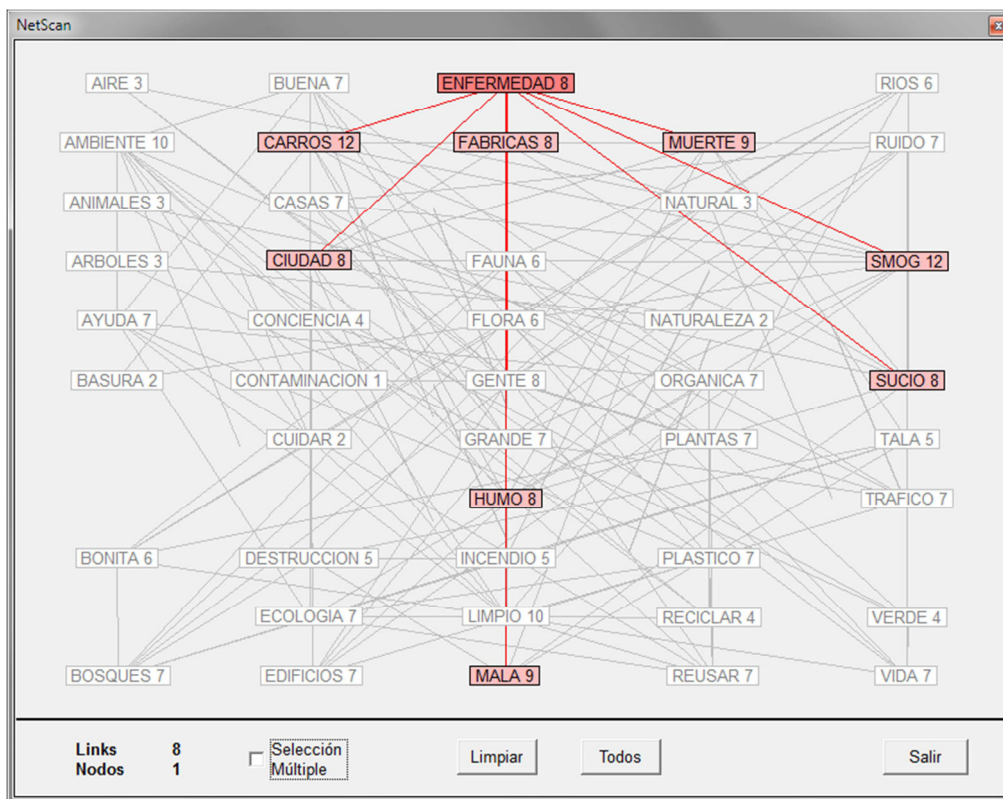 NetScan
AIRE 3 BUENA 7 ENFERMEDAD 8 RIOS 6
AMBIENTE 10 CARROS 12 FABRICAS 8 MUERTE 9 RUIDO 7
ANIMALES 3 CASAS 7 NATURAL 3
ARBOLES 3 CIUDAD 8 FAUNA 6 SMOG 12
AYUDA 7 CONCIENCIA 4 FLORA 6 NATURALEZA 2
BASURA 2 CONTAMINACION 1 GENTE 8 ORGANICA 7 SUCIO 8
CUIDAR 2 GRANDE 7 PLANTAS 7 TALA 5
HUMO 8 TRAFICO 7
BONITA 6 DESTRUCCION 5 INCENDIO 5 PLASTICO 7
ECOLOGIA 7 LIMPIO 10 RECICLAR 4 VERDE 4
BOSQUES 7 EDIFICIOS 7 MALA 9 REUSAR 7 VIDA 7
Links 8
Nodos 1
Selección
Múltiple
Limpiar
Todos
Salir